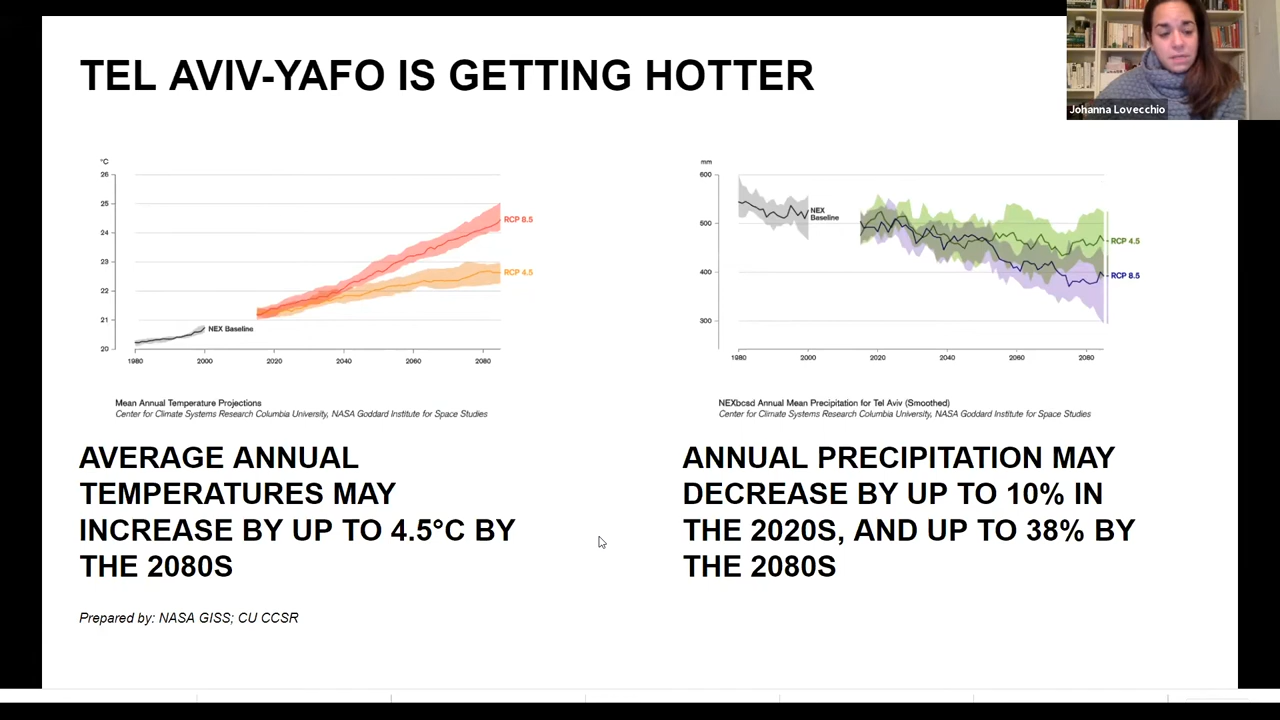 TEL AVIV-YAFO IS GETTING HOTTER
Johanna Lovecchio
°C
26
25
24
23
22
21
20
1980
2000
2020
2040
2060
2080
RCP 8.5
RCP 4.5
NEX Baseline
Mean Annual Temperature Projections
Center for Climate Systems Research Columbia University, NASA Goddard Institute for Space Studies
mm
600
500
400
300
1980
2000
2020
2040
2060
2080
NEX
Baseline
RCP 4.5
RCP 8.5
NEXbcsd Annual Mean Precipitation for Tel Aviv (Smoothed)
Center for Climate Systems Research Columbia University, NASA Goddard Institute for Space Studies
AVERAGE ANNUAL
TEMPERATURES MAY
INCREASE BY UP TO 4.5°C BY
THE 2080S
ANNUAL PRECIPITATION MAY
DECREASE BY UP TO 10% IN
THE 2020S, AND UP TO 38% BY
THE 2080S
Prepared by: NASA GISS; CU CCSR